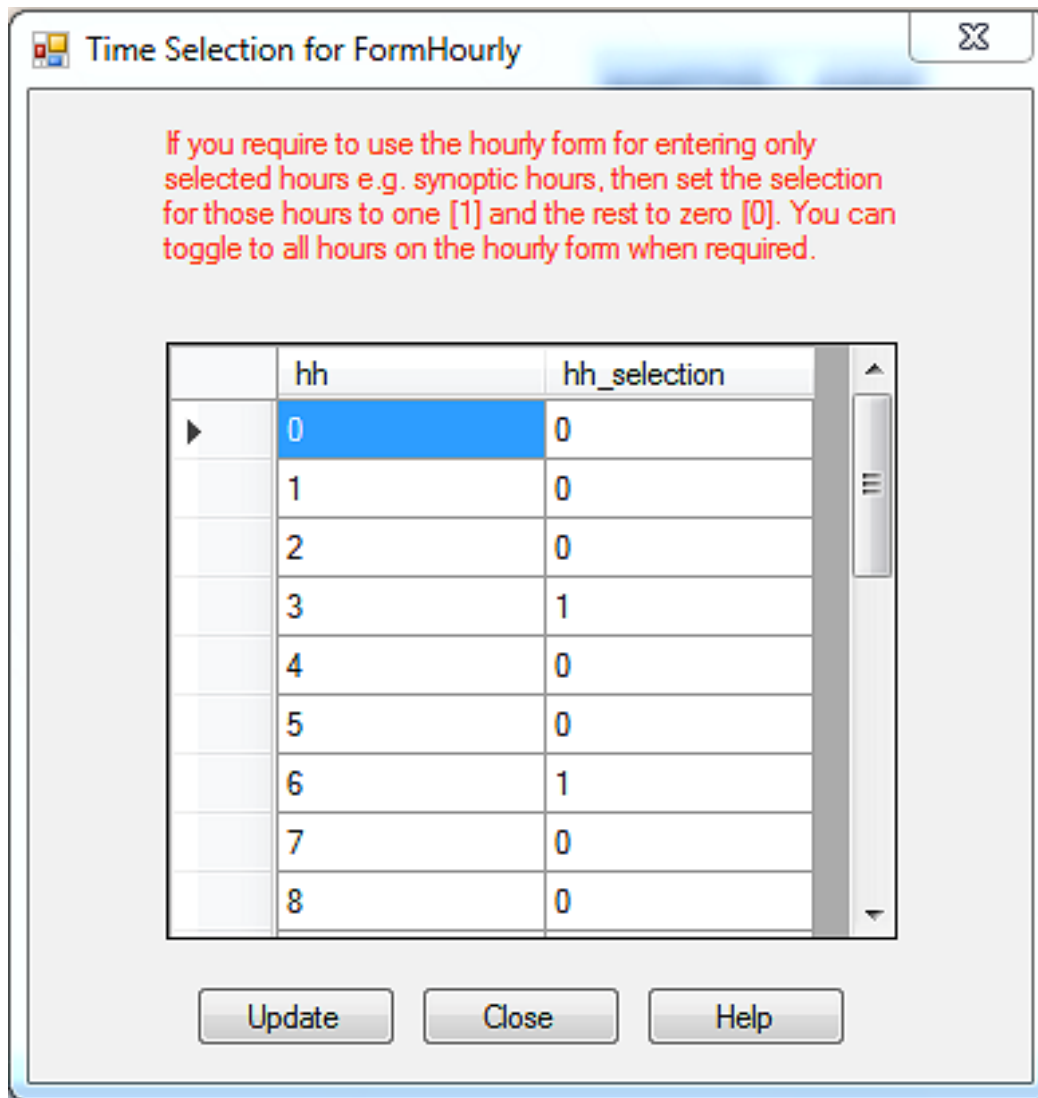 Time Selection for FormHourly
If you require to use the hourly form for entering only
selected hours e.g. synoptic hours, then set the selection
for those hours to one [1] and the rest to zero [0]. You can
toggle to all hours on the hourly form when required.
hh hh_selection
0 0
1 0
2 0
3 1
4 0
5 0
6 1
7 0
8 0
Update Close Help